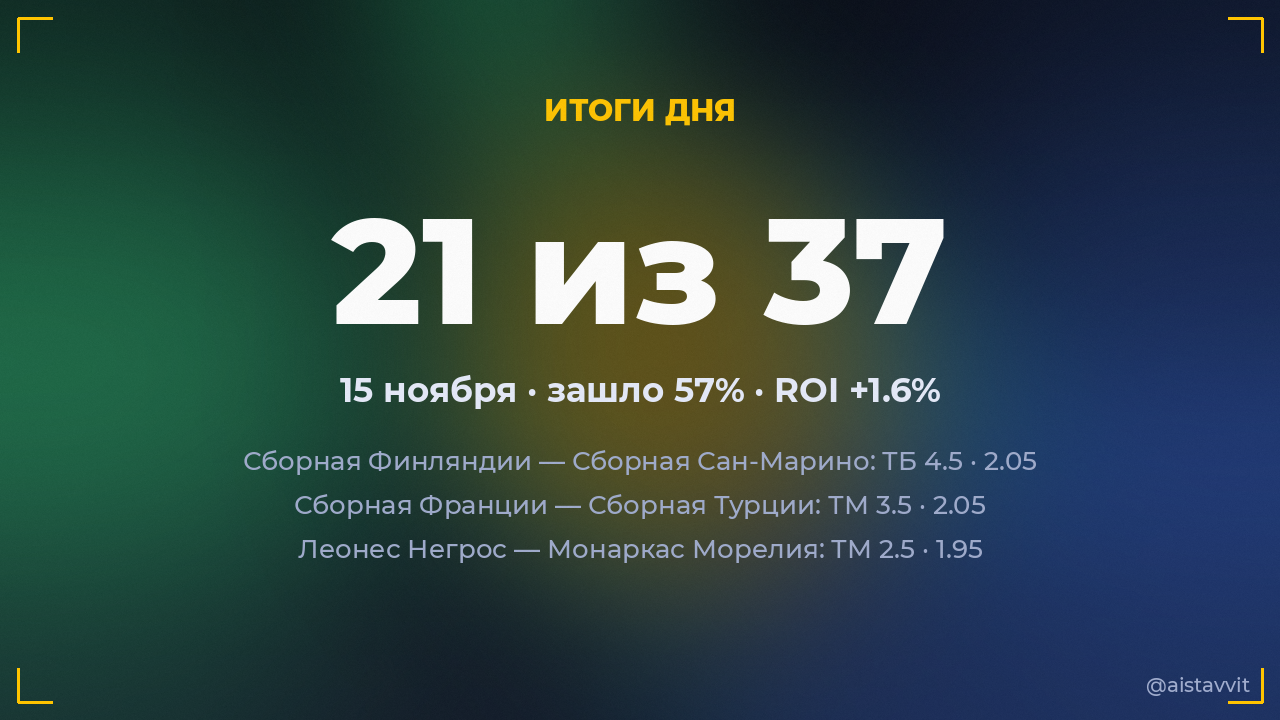 ИТОГИ ДНЯ
21 из 37
15 ноября · зашло 57% · ROI +1.6%
Сборная Финляндии — Сборная Сан-Марино: ТБ 4.5 · 2.05
Сборная Франции — Сборная Турции: ТМ 3.5 · 2.05
Леонес Негрос — Монаркас Морелия: ТМ 2.5 · 1.95
@aistavvit